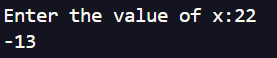 Enter the value of x:22
-13